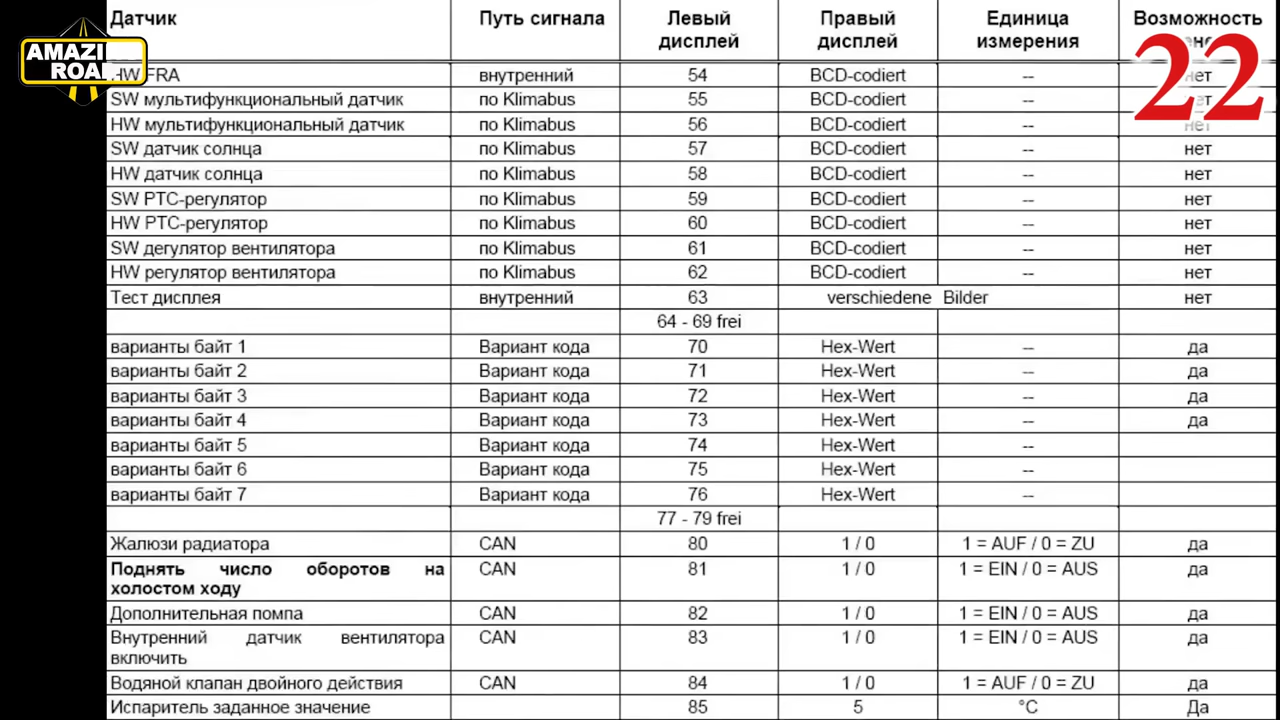 Датчик Путь сигнала Левый дисплей Правый дисплей Единица измерения Возможность
AMAZI
ROAD
22
HW FRA внутренний 54 BCD-codiert -- нет
SW мультифункциональный датчик по Klimabus 55 BCD-codiert -- нет
HW мультифункциональный датчик по Klimabus 56 BCD-codiert -- нет
SW датчик солнца по Klimabus 57 BCD-codiert -- нет
HW датчик солнца по Klimabus 58 BCD-codiert -- нет
SW PTC-регулятор по Klimabus 59 BCD-codiert -- нет
HW PTC-регулятор по Klimabus 60 BCD-codiert -- нет
SW дегулятор вентилятора по Klimabus 61 BCD-codiert -- нет
HW регулятор вентилятора по Klimabus 62 BCD-codiert -- нет
Тест дисплея внутренний 63 verschiedene Bilder нет
64 - 69 frei
варианты байт 1 Вариант кода 70 Hex-Wert -- да
варианты байт 2 Вариант кода 71 Hex-Wert -- да
варианты байт 3 Вариант кода 72 Hex-Wert -- да
варианты байт 4 Вариант кода 73 Hex-Wert -- да
варианты байт 5 Вариант кода 74 Hex-Wert --
варианты байт 6 Вариант кода 75 Hex-Wert --
варианты байт 7 Вариант кода 76 Hex-Wert --
77 - 79 frei
Жалюзи радиатора CAN 80 1 / 0 1 = AUF / 0 = ZU да
Поднять число оборотов на CAN 81 1 / 0 1 = EIN / 0 = AUS да
холостом ходу
Дополнительная помпа CAN 82 1 / 0 1 = EIN / 0 = AUS да
Внутренний датчик вентилятора CAN 83 1 / 0 1 = EIN / 0 = AUS да
включить
Водяной клапан двойного действия CAN 84 1 / 0 1 = AUF / 0 = ZU да
Испаритель заданное значение 85 5 °C Да